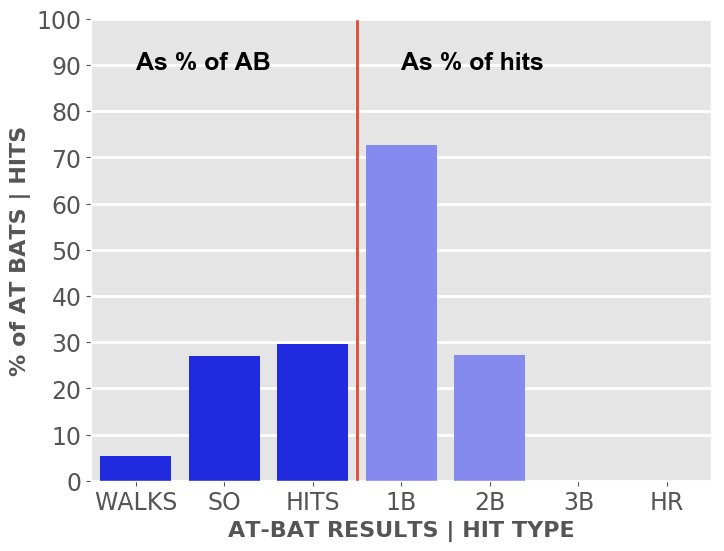 As % of AB
As % of hits
% of AT BATS | HITS
100
90
80
70
60
50
40
30
20
10
0
WALKS SO HITS 1B 2B 3B HR
AT-BAT RESULTS | HIT TYPE